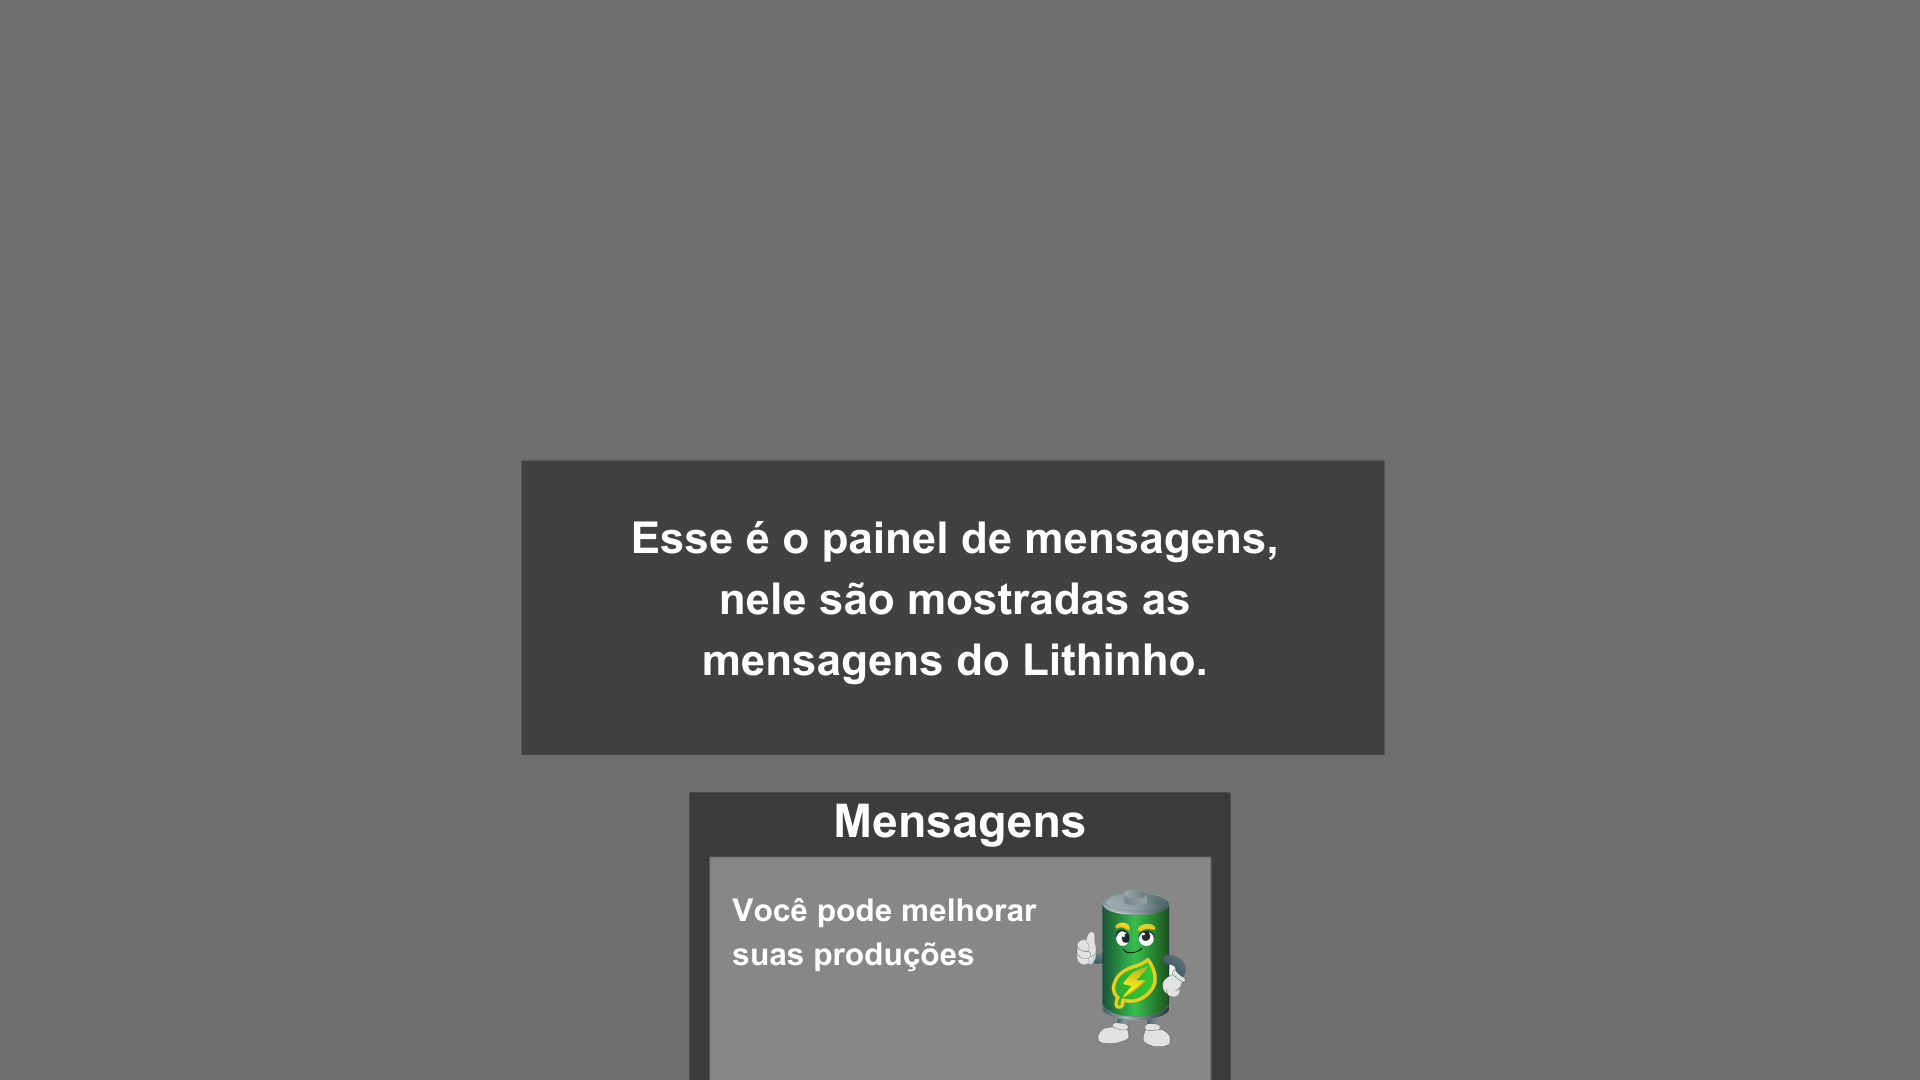 Esse é o painel de mensagens,
nele são mostradas as
mensagens do Lithinho.
Mensagens
Você pode melhorar
suas produções